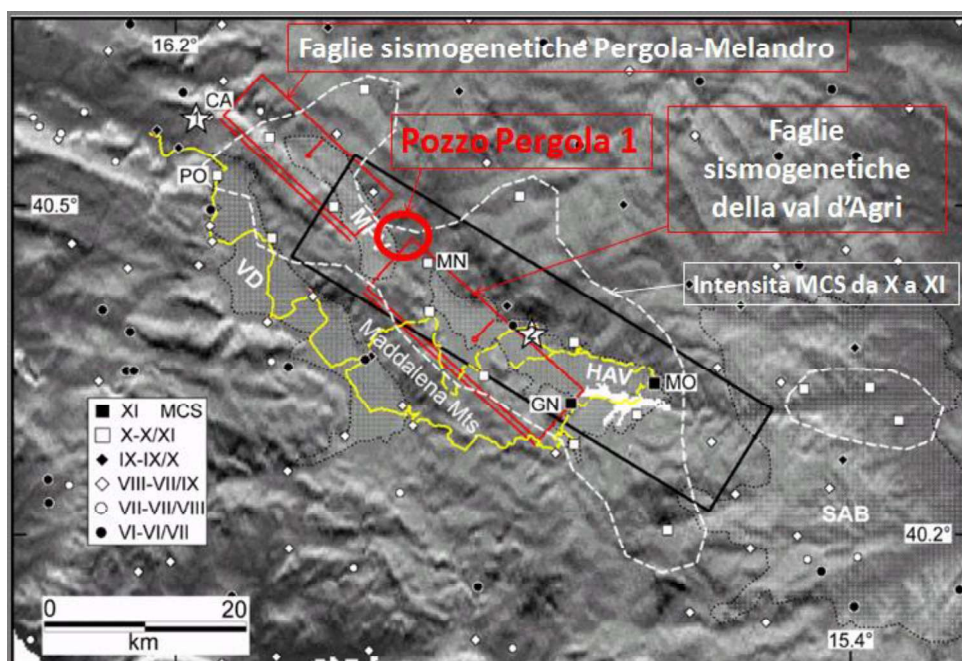 16.2°
Faglie sismogenetiche Pergola-Melandro
CA
1
Pozzo Pergola 1
Faglie
sismogenetiche
della val d'Agri
PO
40.5°
MN
VD
Intensità MCS da X a XI
2
Maddalena Mts
HAV
MO
GN
XI MCS
X-X/XI
IX-IX/X
VIII-VII/IX
VII-VII/VIII
VI-VI/VII
SAB
40.2°
0 20
km
15.4°